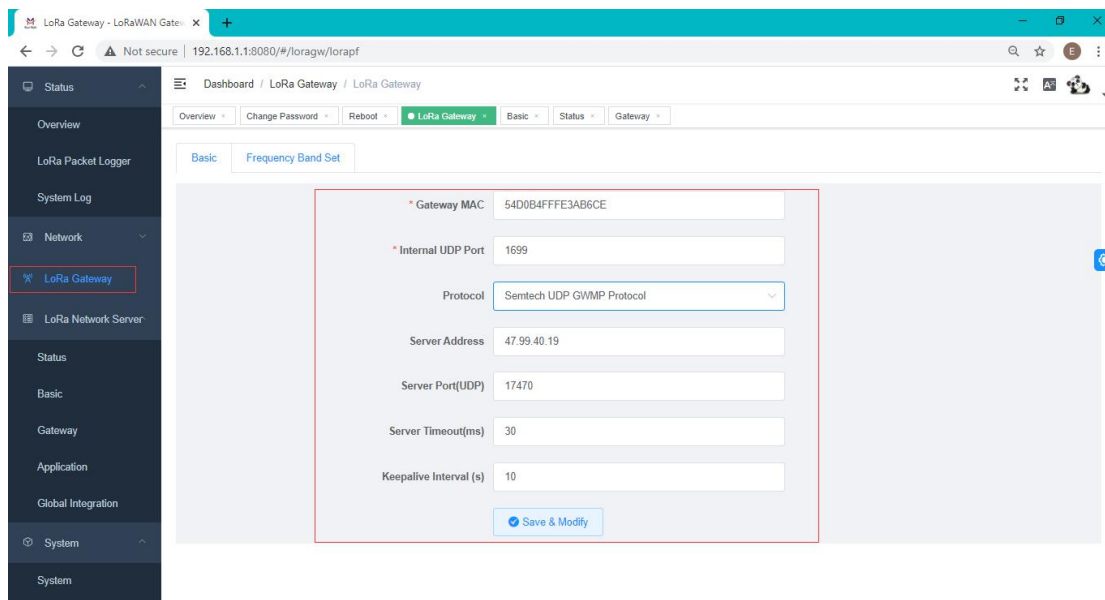 LoRa Gateway - LoRaWAN Gatew
Not secure | 192.168.1.1:8080/#/loragw/lorapf
E
Status
Overview
LoRa Packet Logger
System Log
Network
LoRa Gateway
LoRa Network Server
Status
Basic
Gateway
Application
Global Integration
System
System
Dashboard / LoRa Gateway / LoRa Gateway
Overview × Change Password × Reboot × LoRa Gateway × Basic × Status × Gateway ×
Basic Frequency Band Set
* Gateway MAC 54D0B4FFFE3AB6CE
* Internal UDP Port 1699
Protocol Semtech UDP GWMP Protocol
Server Address 47.99.40.19
Server Port(UDP) 17470
Server Timeout(ms) 30
Keepalive Interval (s) 10
Save & Modify